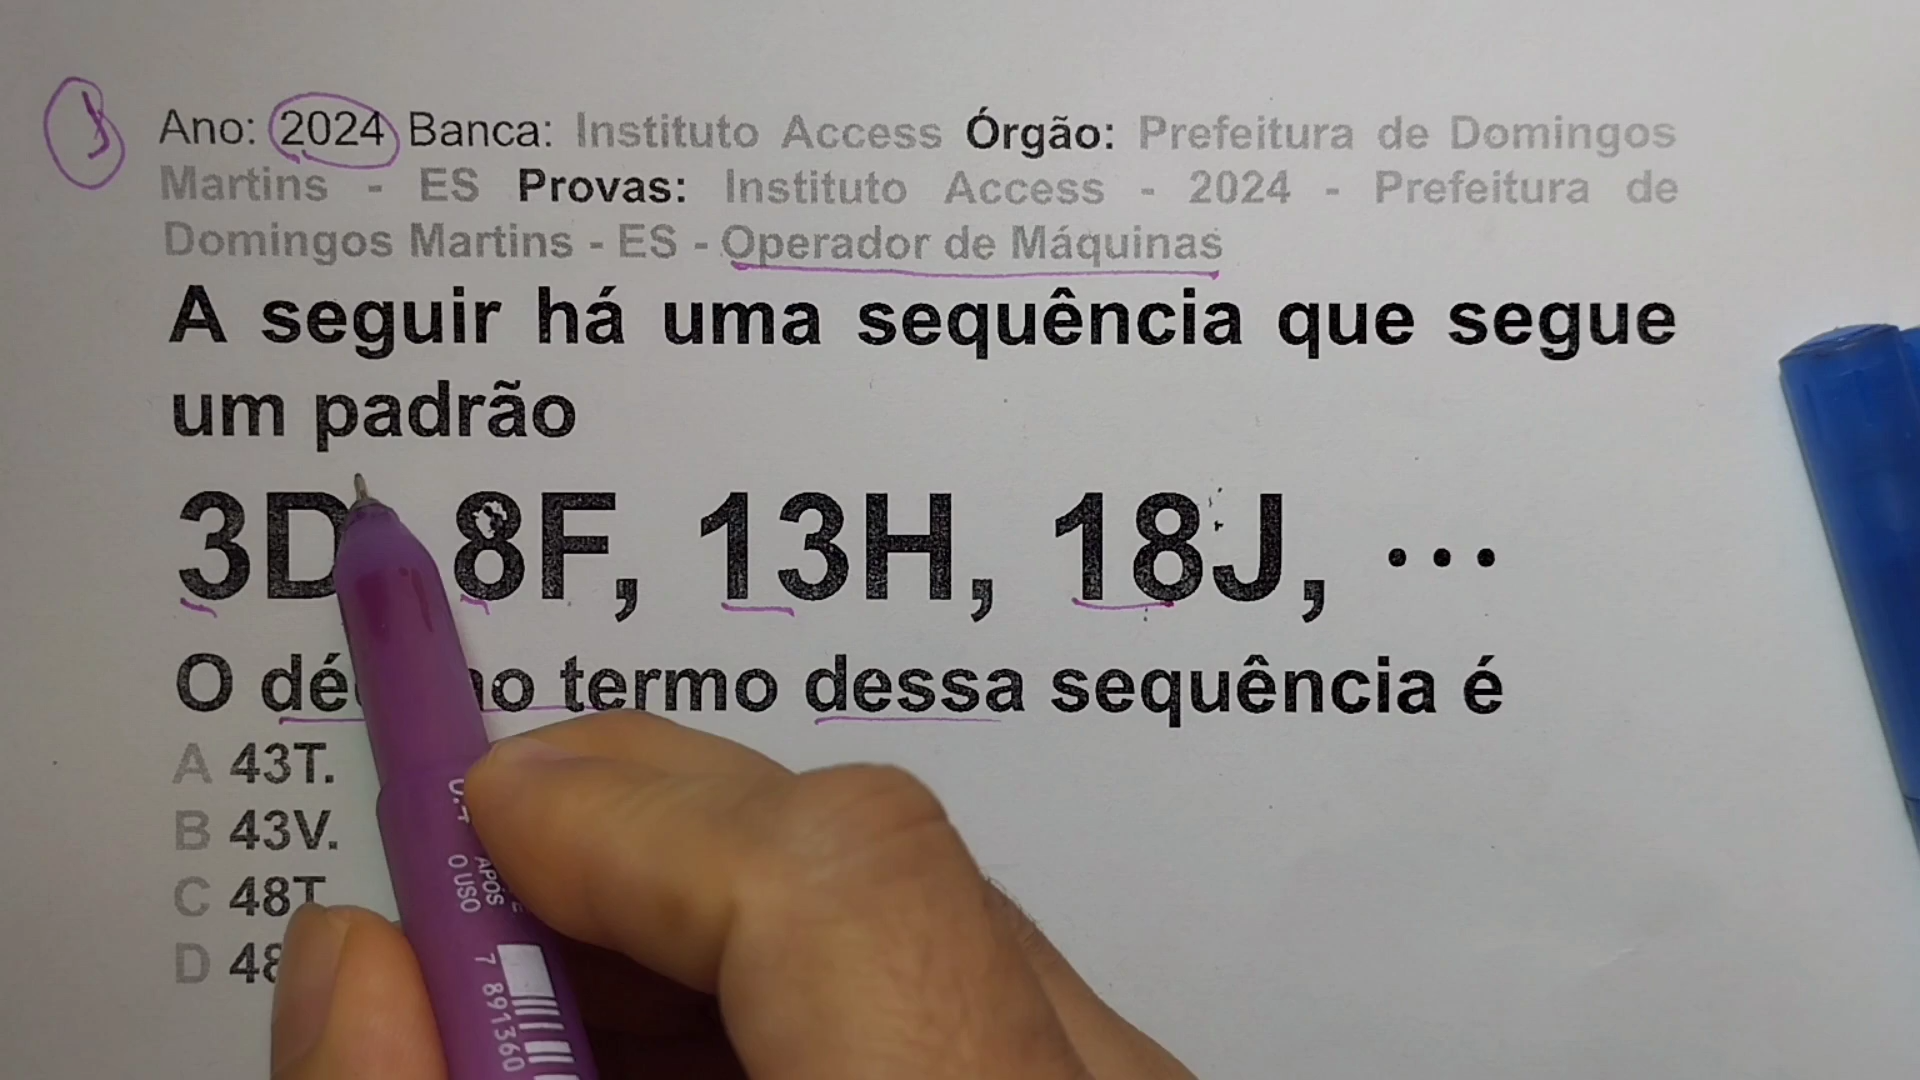 Ano: 2024 Banca: Instituto Access Órgão: Prefeitura de Domingos
Martins - ES Provas: Instituto Access - 2024 - Prefeitura de
Domingos Martins - ES - Operador de Máquinas
A seguir há uma sequência que segue
um padrão
3D 8F, 13H, 18J, ...
O termo dessa sequência é
A 43T.
B 43V.
C 48T
D
APÓS
O USO
7 891360